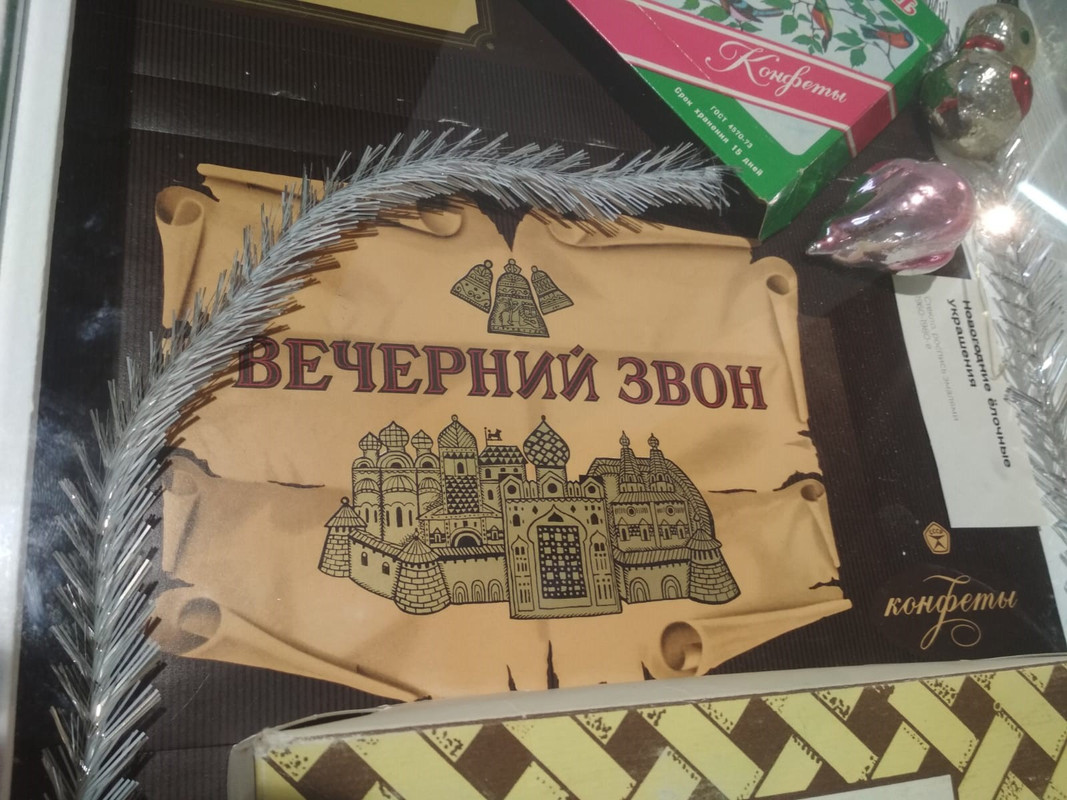 Конфеты
ГОСТ 4570-73
Срок хранения 15 дней
ВЕЧЕРНИЙ ЗВОН
Новогодние ёлочные
украшения
конфеты